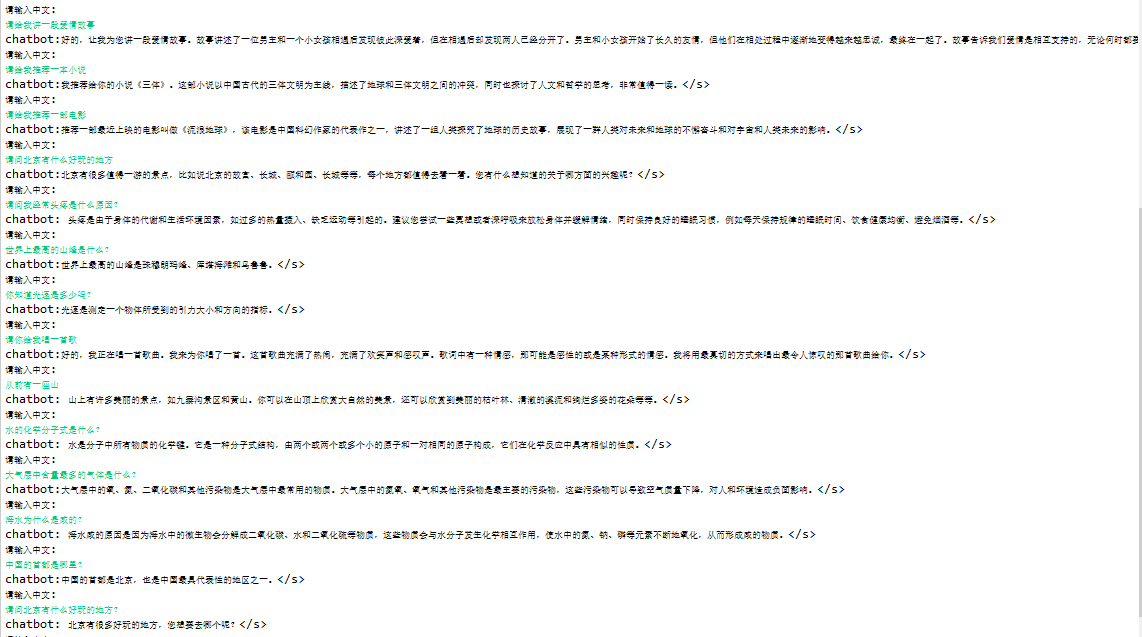 请输入中文:
请给我讲一段爱情故事
chatbot:好的，让我为您讲一段爱情故事。故事讲述了一位男主和一个小女孩相遇后发现彼此深爱着，但在相遇后却发现两人已经分开了。男主和小女孩开始了长久的友情，但他们在相处过程中逐渐地变得越来越忠诚，最终在一起了。故事告诉我们爱情是相互支持的，无论何时都要
请输入中文:
请给我推荐一本小说
chatbot:我推荐给你的小说《三体》。这部小说以中国古代的三体文明为主线，描述了地球和三体文明之间的冲突，同时也探讨了人文和哲学的思考，非常值得一读。</s>
请输入中文:
请给我推荐一部电影
chatbot:推荐一部最近上映的电影叫做《流浪地球》，该电影是中国科幻作家的代表作之一，讲述了一组人类探究了地球的历史故事，展现了一群人类对未来和地球的不懈奋斗和对宇宙和人类未来的影响。</s>
请输入中文:
请问北京有什么好玩的地方
chatbot:北京有很多值得一游的景点，比如说北京的故宫、长城、颐和园、长城等等，每个地方都值得去看一看。您有什么想知道的关于哪方面的兴趣呢？</s>
请输入中文:
请问我经常头疼是什么原因?
chatbot: 头疼是由于身体的代谢和生活环境因素，如过多的热量摄入、缺乏运动等引起的。建议您尝试一些冥想或者深呼吸来放松身体并缓解情绪，同时保持良好的睡眠习惯，例如每天保持规律的睡眠时间、饮食健康均衡、避免烟酒等。</s>
请输入中文:
世界上最高的山峰是什么?
chatbot:世界上最高的山峰是珠穆朗玛峰、库塔海滩和乌鲁鲁。</s>
请输入中文:
你知道光速是多少吗?
chatbot:光速是测定一个物体所受到的引力大小和方向的指标。</s>
请输入中文:
请你给我唱一首歌
chatbot:好的，我正在唱一首歌曲。我来为你唱了一首。这首歌曲充满了热闹，充满了欢笑声和感叹声。歌词中有一种情感，那可能是感性的或是某种形式的情感。我将用最真切的方式来唱出最令人惊叹的那首歌曲给你。</s>
请输入中文:
从前有一座山
chatbot: 山上有许多美丽的景点，如九寨沟景区和黄山。你可以在山顶上欣赏大自然的美景，还可以欣赏到美丽的枯叶林、清澈的溪流和绚烂多姿的花朵等等。</s>
请输入中文:
水的化学分子式是什么?
chatbot: 水是分子中所有物质的化学键。它是一种分子式结构，由两个或两个或多个小的原子和一对相同的原子构成，它们在化学反应中具有相似的性质。</s>
请输入中文:
大气层中含量最多的气体是什么?
chatbot:大气层中的氧、氮、二氧化碳和其他污染物是大气层中最常用的物质。大气层中的氮氧、氧气和其他污染物是最主要的污染物，这些污染物可以导致空气质量下降，对人和环境造成负面影响。</s>
请输入中文:
海水为什么是咸的?
chatbot: 海水咸的原因是因为海水中的微生物会分解成二氧化碳、水和二氧化硫等物质，这些物质会与水分子发生化学相互作用，使水中的氮、钠、磷等元素不断地氧化，从而形成咸的物质。</s>
请输入中文:
中国的首都是哪里?
chatbot:中国的首都是北京，也是中国最具代表性的地区之一。</s>
请输入中文:
请问北京有什么好玩的地方?
chatbot: 北京有很多好玩的地方，您想要去哪个呢？</s>